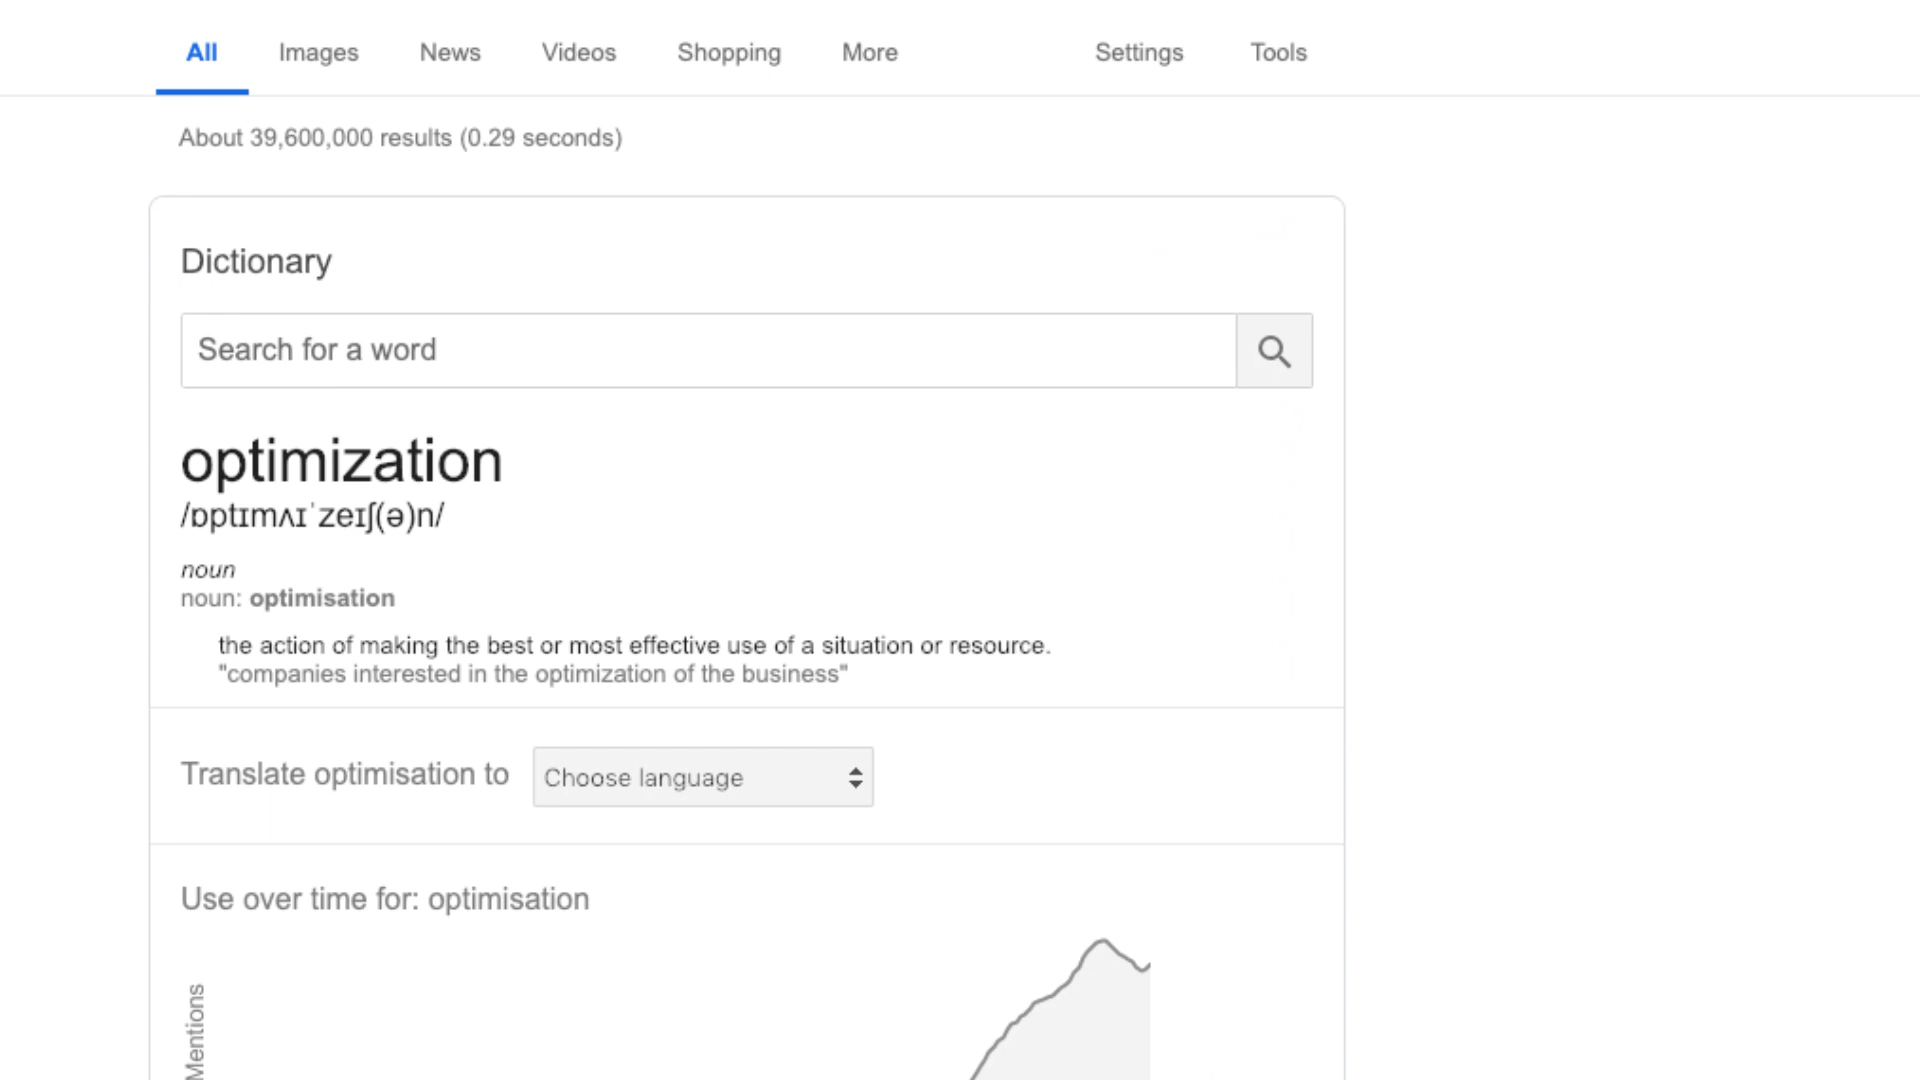 All Images News Videos Shopping More Settings Tools
About 39,600,000 results (0.29 seconds)
Dictionary
Search for a word
optimization
/ɒptɪmʌɪˈzeɪʃ(ə)n/
noun
noun: optimisation
the action of making the best or most effective use of a situation or resource.
"companies interested in the optimization of the business"
Translate optimisation to Choose language
Use over time for: optimisation
Mentions